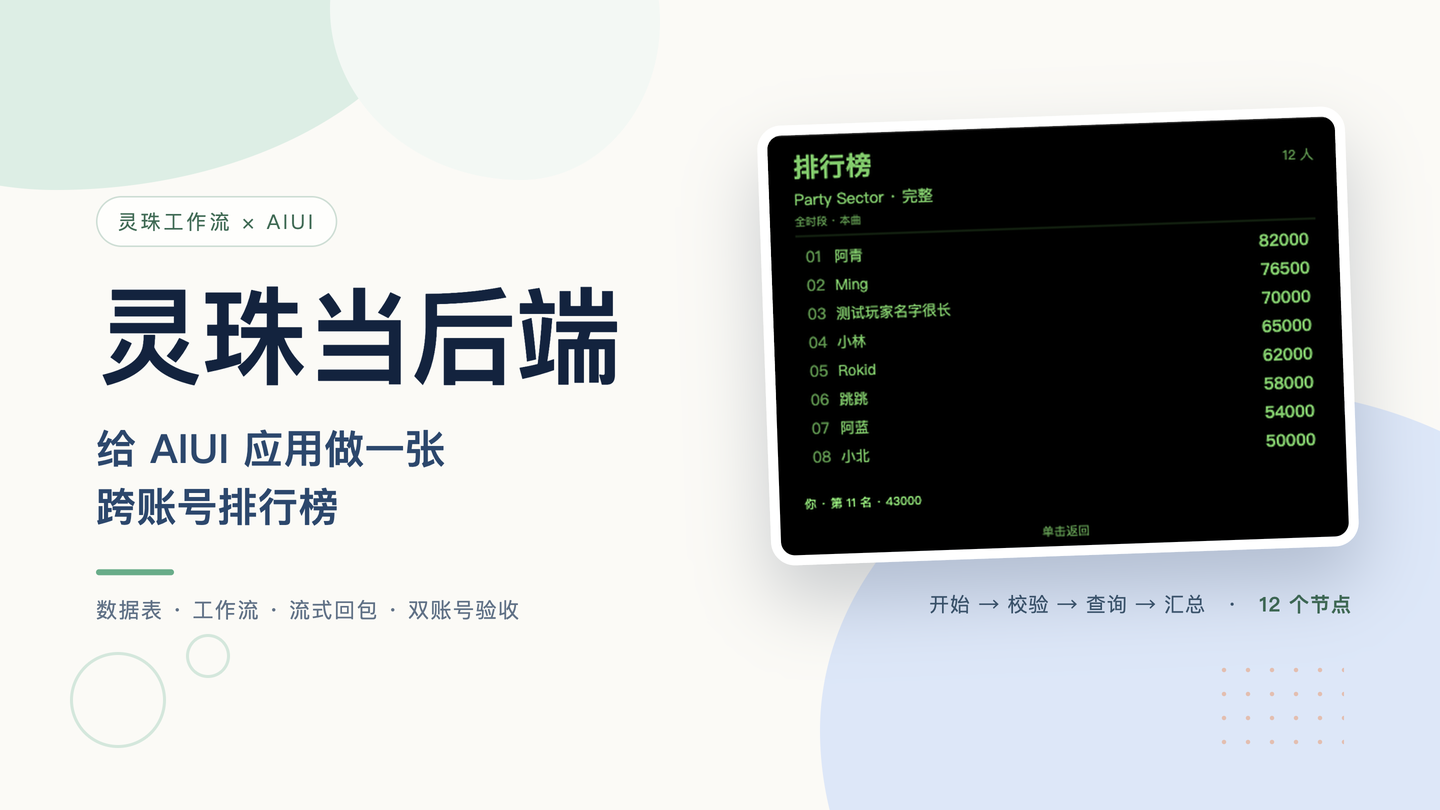 灵珠工作流 × AIUI
灵珠当后端
给 AIUI 应用做一张
跨账号排行榜
数据表 · 工作流 · 流式回包 · 双账号验收
排行榜
12 人
Party Sector · 完整
全时段 · 本曲
01 阿青 82000
02 Ming 76500
03 测试玩家名字很长 70000
04 小林 65000
05 Rokid 62000
06 跳跳 58000
07 阿蓝 54000
08 小北 50000
你 · 第 11 名 · 43000
单击返回
开始 → 校验 → 查询 → 汇总 · 12 个节点